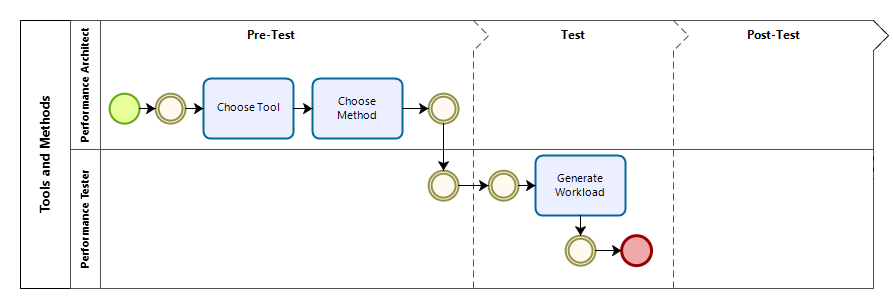 Tools and Methods
Performance Architect
Performance Tester
Pre-Test
Test
Post-Test
Choose Tool
Choose
Method
Generate
Workload